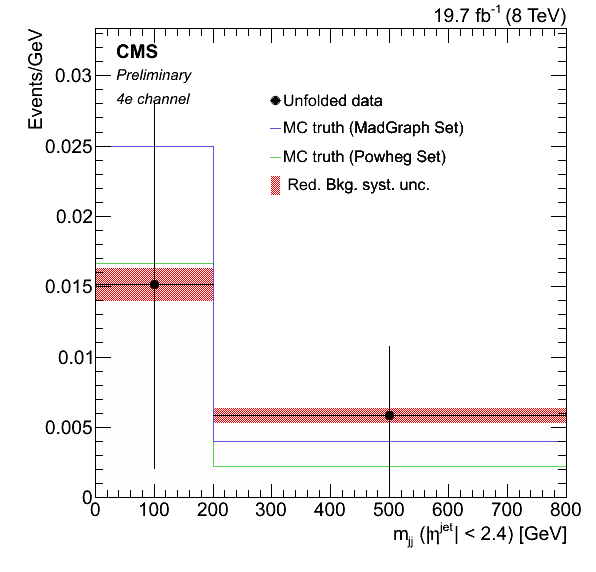 19.7 fb⁻¹ (8 TeV)
Events/GeV
CMS
Preliminary
4e channel
Unfolded data
MC truth (MadGraph Set)
MC truth (Powheg Set)
Red. Bkg. syst. unc.
0.03
0.025
0.02
0.015
0.01
0.005
0
0 100 200 300 400 500 600 700 800
m_jj (|η^jet| < 2.4) [GeV]